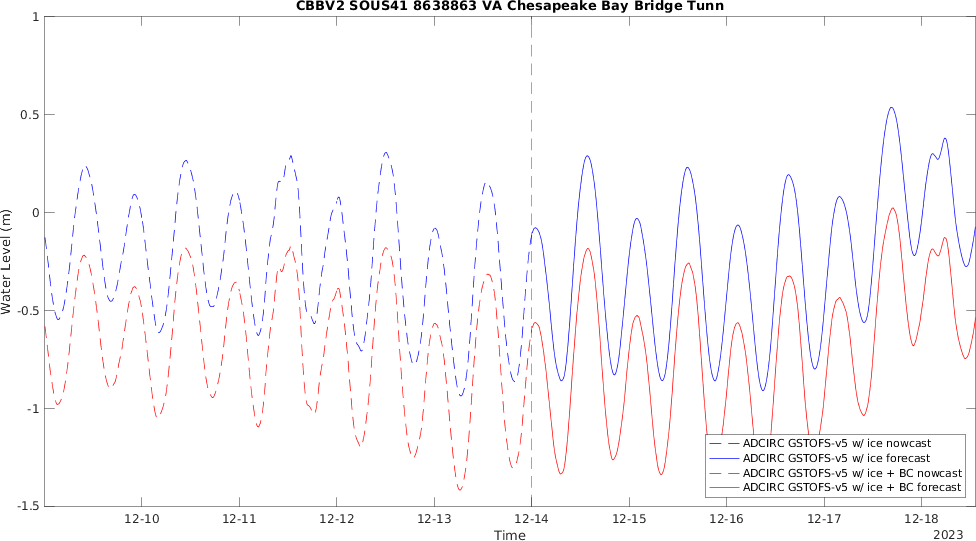 CBBV2 SOUS41 8638863 VA Chesapeake Bay Bridge Tunn
1
0.5
0
-0.5
-1
-1.5
Water Level (m)
ADCIRC GSTOFS-v5 w/ ice nowcast
ADCIRC GSTOFS-v5 w/ ice forecast
ADCIRC GSTOFS-v5 w/ ice + BC nowcast
ADCIRC GSTOFS-v5 w/ ice + BC forecast
12-10 12-11 12-12 12-13 12-14 12-15 12-16 12-17 12-18
Time
2023